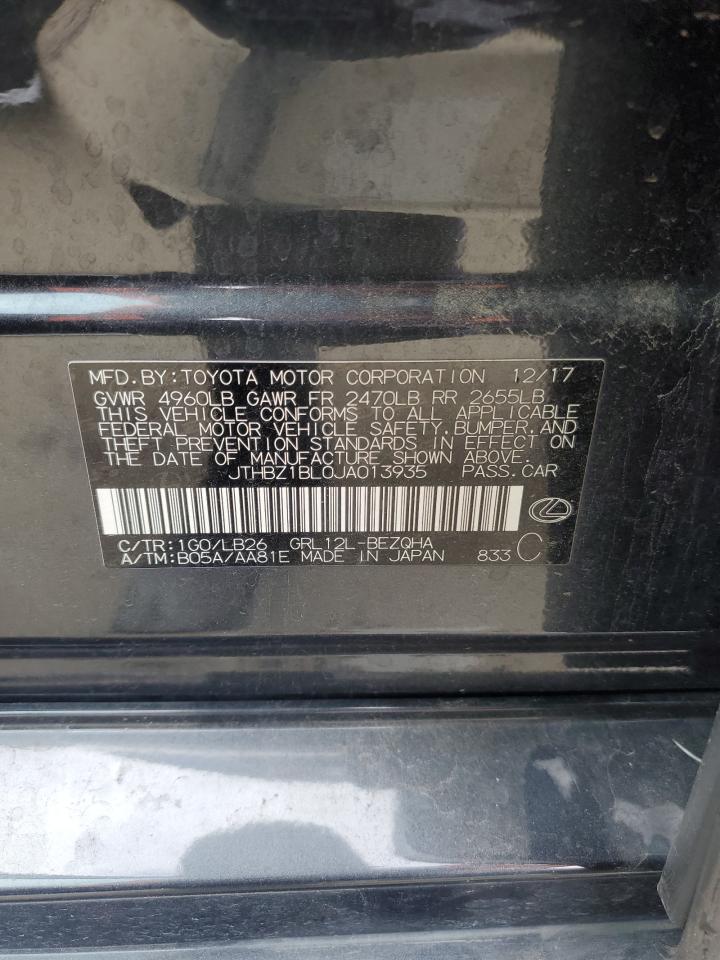 MFD.BY:TOYOTA MOTOR CORPORATION 12/17
GVWR 4960LB GAWR FR 2470LB RR 2655LB
THIS VEHICLE CONFORMS TO ALL APPLICABLE
FEDERAL MOTOR VEHICLE SAFETY,BUMPER,AND
THEFT PREVENTION STANDARDS IN EFFECT ON
THE DATE OF MANUFACTURE SHOWN ABOVE.
JTHBZ1BL0JA013935 PASS.CAR
C/TR:1G0/LB26 GRL12L-BEZQHA
A/TM:B05A/AA81E MADE IN JAPAN 833 C